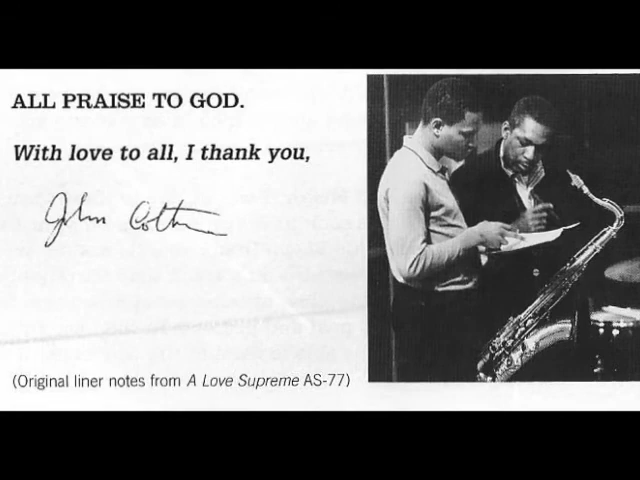 ALL PRAISE TO GOD.
With love to all, I thank you,
John Coltrane
(Original liner notes from A Love Supreme AS-77)